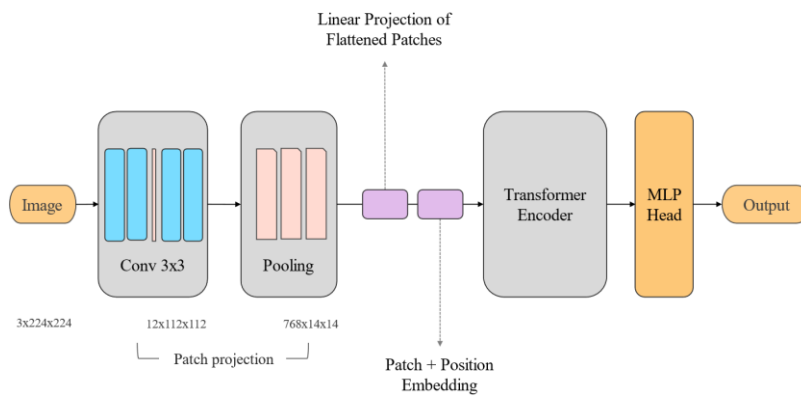 Linear Projection of
Flattened Patches
Image
Conv 3x3
Pooling
Transformer
Encoder
MLP
Head
Output
3x224x224
12x112x112
768x14x14
Patch projection
Patch + Position
Embedding